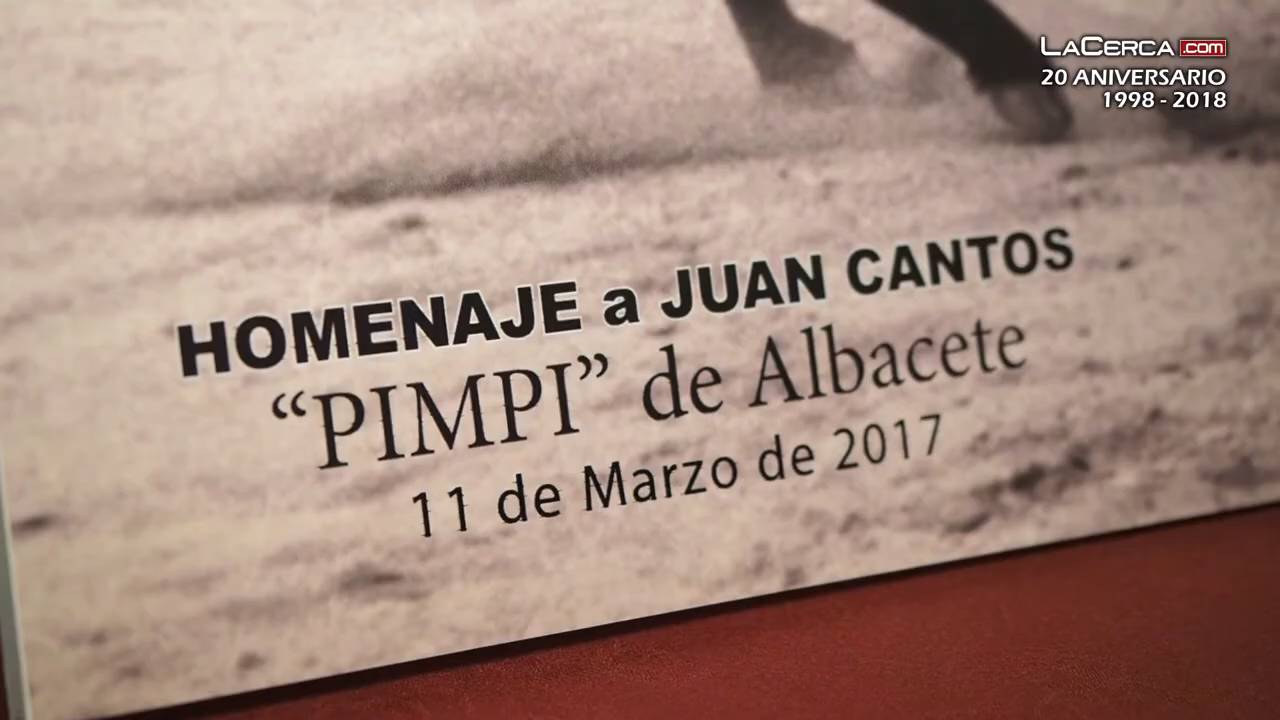 LACERCA.COM
20 ANIVERSARIO
1998 - 2018
HOMENAJE a JUAN CANTOS
“PIMPI” de Albacete
11 de Marzo de 2017